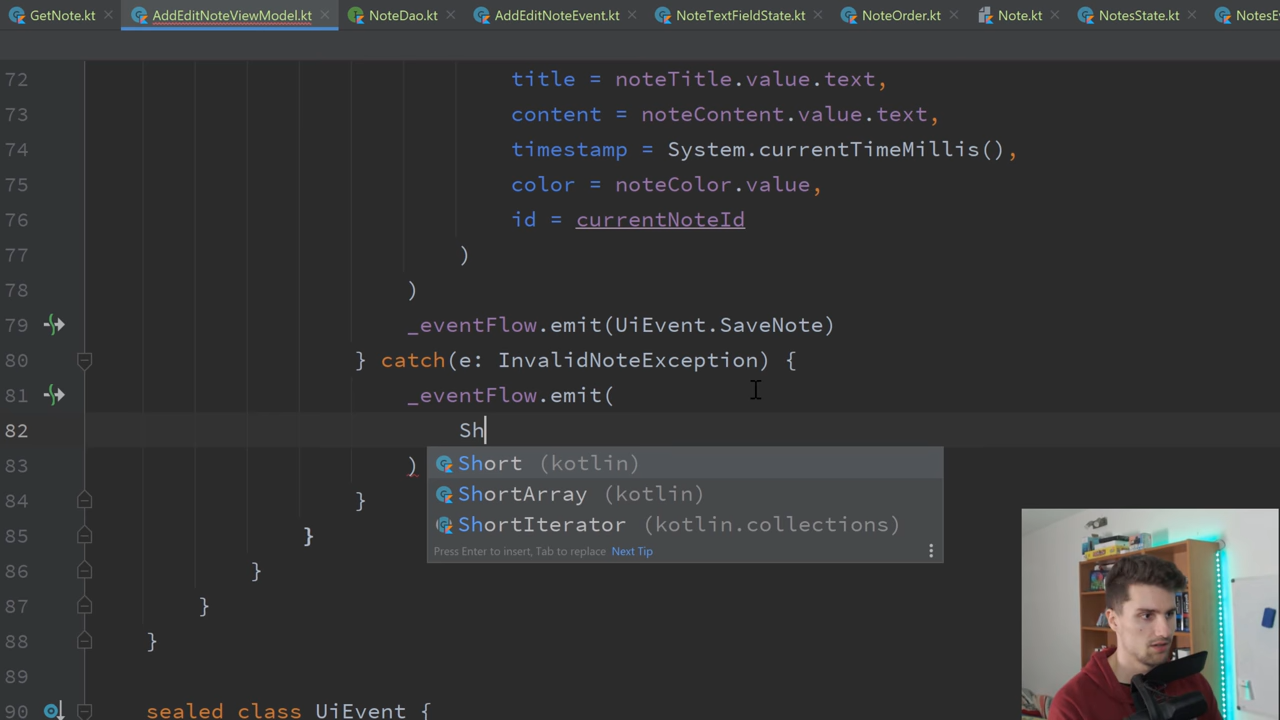 GetNote.kt AddEditNoteViewModel.kt NoteDao.kt AddEditNoteEvent.kt NoteTextFieldState.kt NoteOrder.kt Note.kt NotesState.kt NotesE
72 title = noteTitle.value.text,
73 content = noteContent.value.text,
74 timestamp = System.currentTimeMillis(),
75 color = noteColor.value,
76 id = currentNoteId
77 )
78 )
79 _eventFlow.emit(UiEvent.SaveNote)
80 } catch(e: InvalidNoteException) {
81 _eventFlow.emit(
82 Sh
Short (kotlin)
83 )
ShortArray (kotlin)
84 }
ShortIterator (kotlin.collections)
85 }
Press Enter to insert, Tab to replace Next Tip
86 }
87 }
88 }
89
90 sealed class UiEvent {